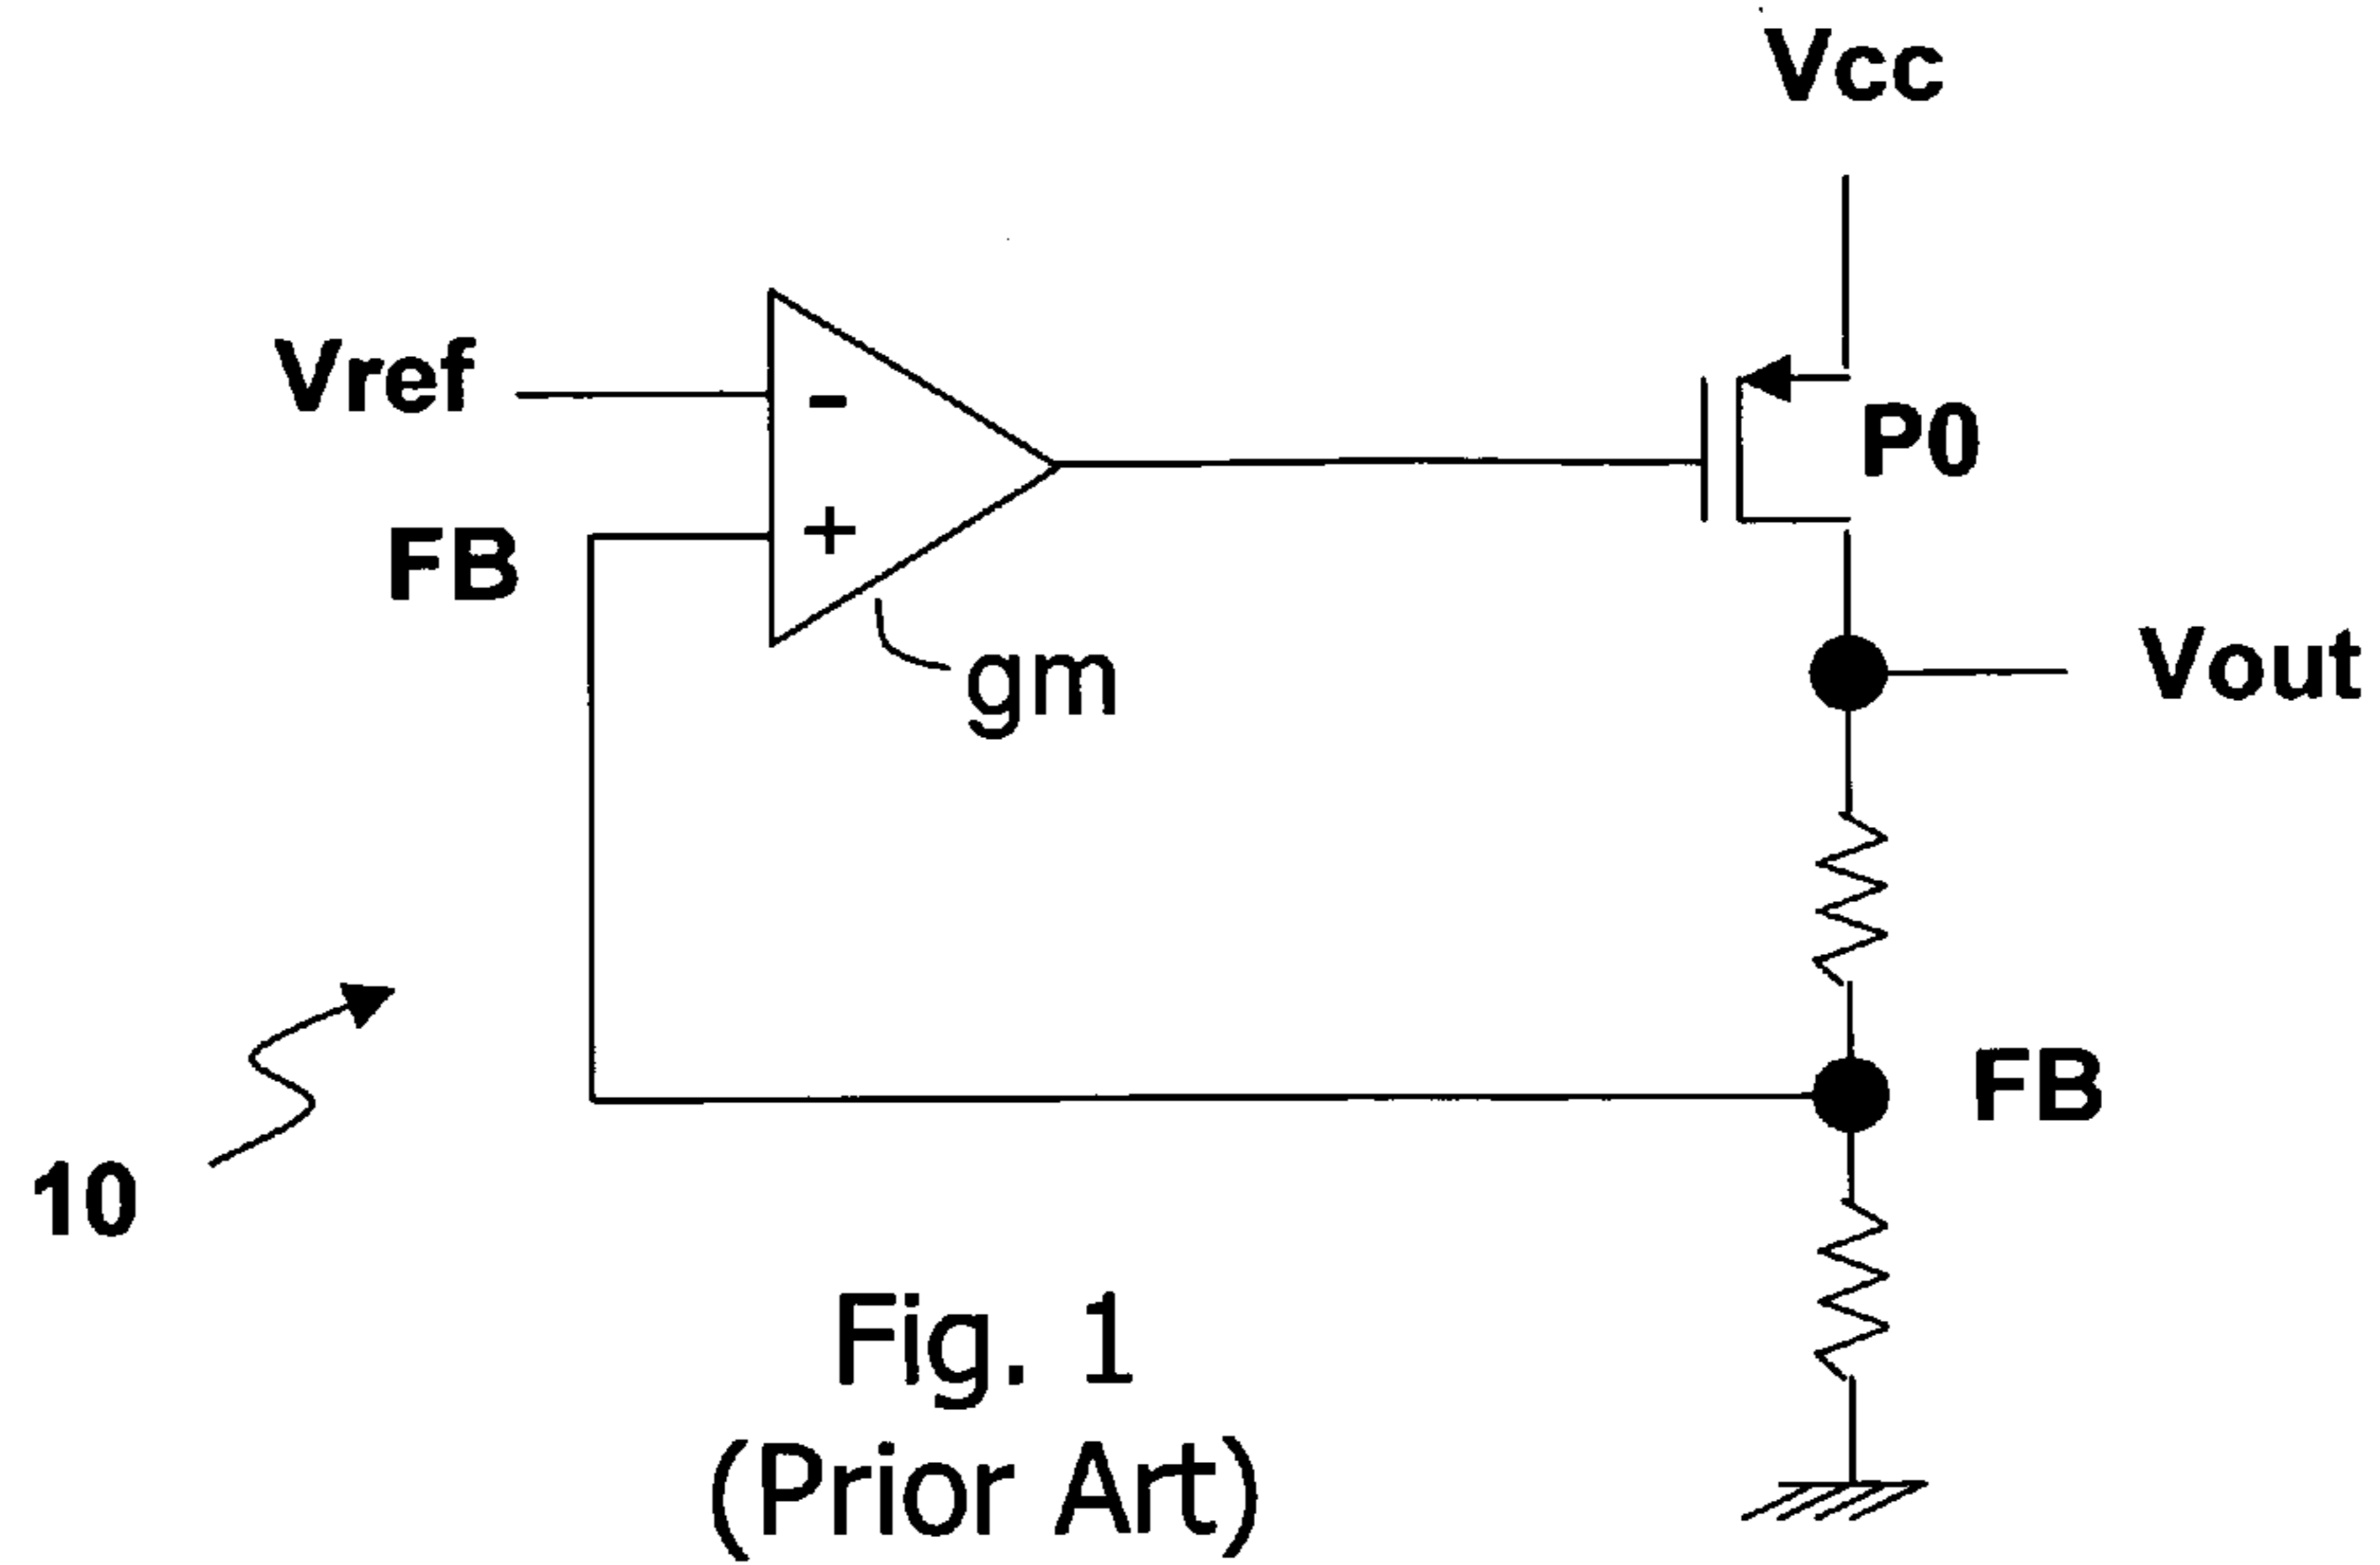 Vcc
Vref
-
P0
FB
+
gm
Vout
FB
10
Fig. 1
(Prior Art)